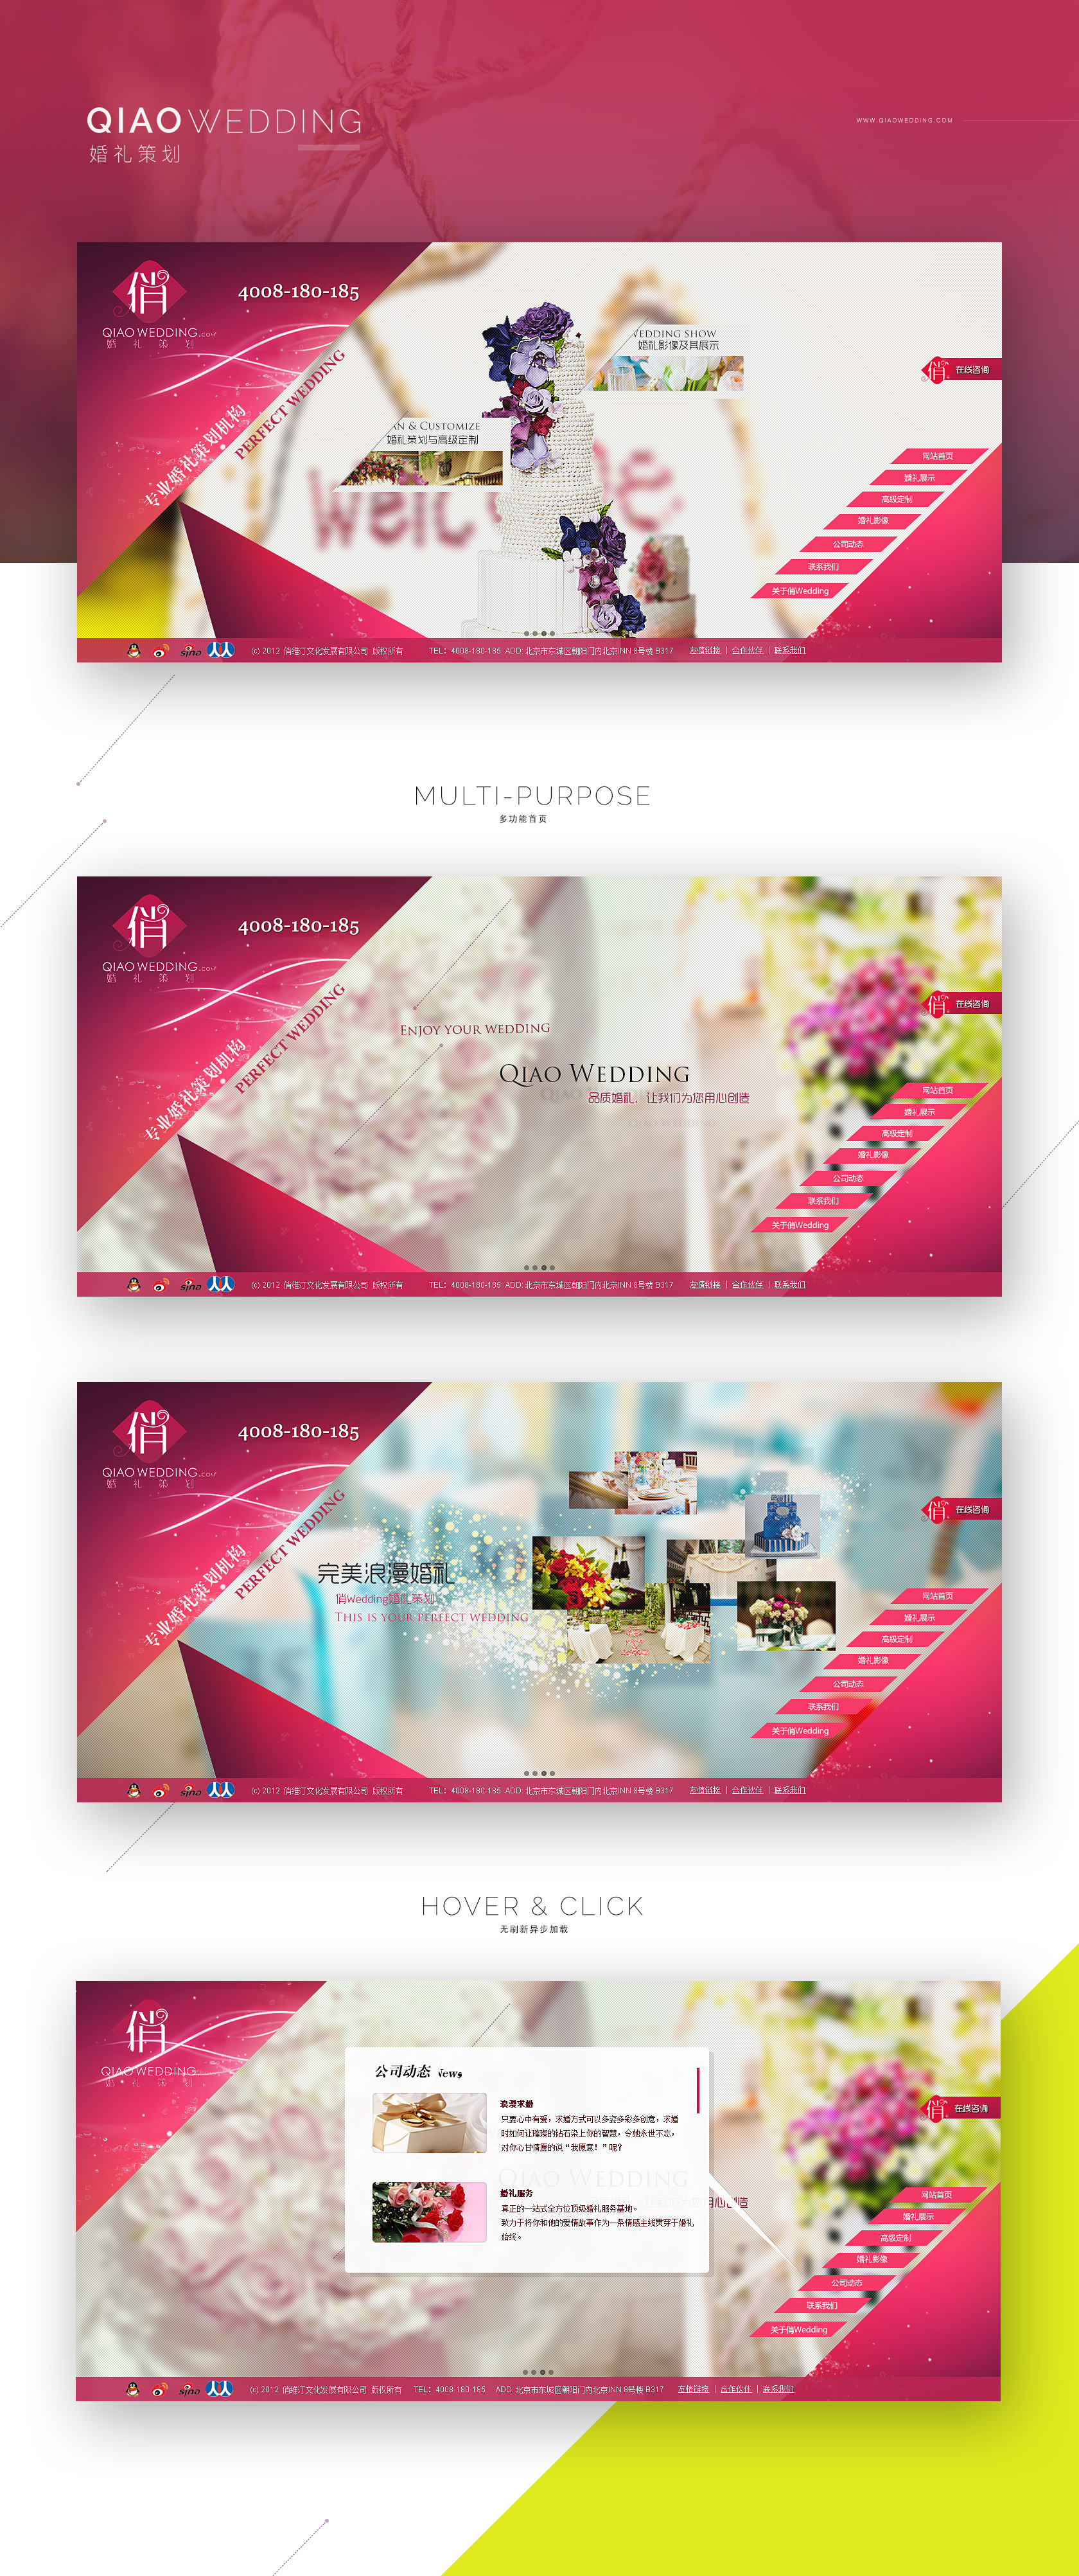 QIAO WEDDING
婚礼策划
WWW.QIAOWEDDING.COM
俏
QIAO WEDDING.COM
婚 礼 策 划
4008-180-185
专业婚礼策划机构
PERFECT WEDDING
WEDDING SHOW
婚礼影像及其展示
AN & CUSTOMIZE
婚礼策划与高级定制
俏 在线咨询
网站首页
婚礼展示
高级定制
婚礼影像
公司动态
联系我们
关于俏Wedding
sina
(c) 2012 俏维汀文化发展有限公司 版权所有 TEL: 4008-180-185 ADD: 北京市东城区朝阳门内北京INN 8号楼 B317 友情链接 | 合作伙伴 | 联系我们
MULTI-PURPOSE
多功能首页
俏
QIAO WEDDING.COM
婚 礼 策 划
4008-180-185
专业婚礼策划机构
PERFECT WEDDING
ENJOY YOUR WEDDING
QIAO WEDDING
品质婚礼，让我们为您用心创造
QIAO WEDDING
俏 在线咨询
网站首页
婚礼展示
高级定制
婚礼影像
公司动态
联系我们
关于俏Wedding
sina
(c) 2012 俏维汀文化发展有限公司 版权所有 TEL: 4008-180-185 ADD: 北京市东城区朝阳门内北京INN 8号楼 B317 友情链接 | 合作伙伴 | 联系我们
俏
QIAO WEDDING.COM
婚 礼 策 划
4008-180-185
专业婚礼策划机构
PERFECT WEDDING
完美浪漫婚礼
俏Wedding婚礼策划
THIS IS YOUR PERFECT WEDDING
俏 在线咨询
网站首页
婚礼展示
高级定制
婚礼影像
公司动态
联系我们
关于俏Wedding
sina
(c) 2012 俏维汀文化发展有限公司 版权所有 TEL: 4008-180-185 ADD: 北京市东城区朝阳门内北京INN 8号楼 B317 友情链接 | 合作伙伴 | 联系我们
HOVER & CLICK
无刷新异步加载
俏
QIAO WEDDING
婚 礼 策 划
公司动态 News
浪漫求婚
只要心中有爱，求婚方式可以多姿多彩多创意，求婚
时如何让璀璨的钻石染上你的智慧，令她永世不忘，
对你心甘情愿的说“我愿意！”呢？
婚礼服务
真正的一站式全方位顶级婚礼服务基地。
致力于将你和他的爱情故事作为一条情感主线贯穿于婚礼
始终。
QIAO WEDDING
用心创造
俏 在线咨询
网站首页
婚礼展示
高级定制
婚礼影像
公司动态
联系我们
关于俏Wedding
sina
(c) 2012 俏维汀文化发展有限公司 版权所有 TEL: 4008-180-185 ADD: 北京市东城区朝阳门内北京INN 8号楼 B317 友情链接 | 合作伙伴 | 联系我们